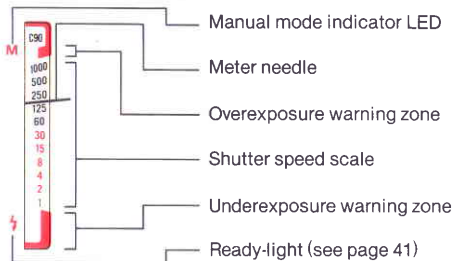 Manual mode indicator LED
C90
M
Meter needle
1000
500
250
Overexposure warning zone
125
60
30
15
Shutter speed scale
8
4
2
1
Underexposure warning zone
Ready-light (see page 41)